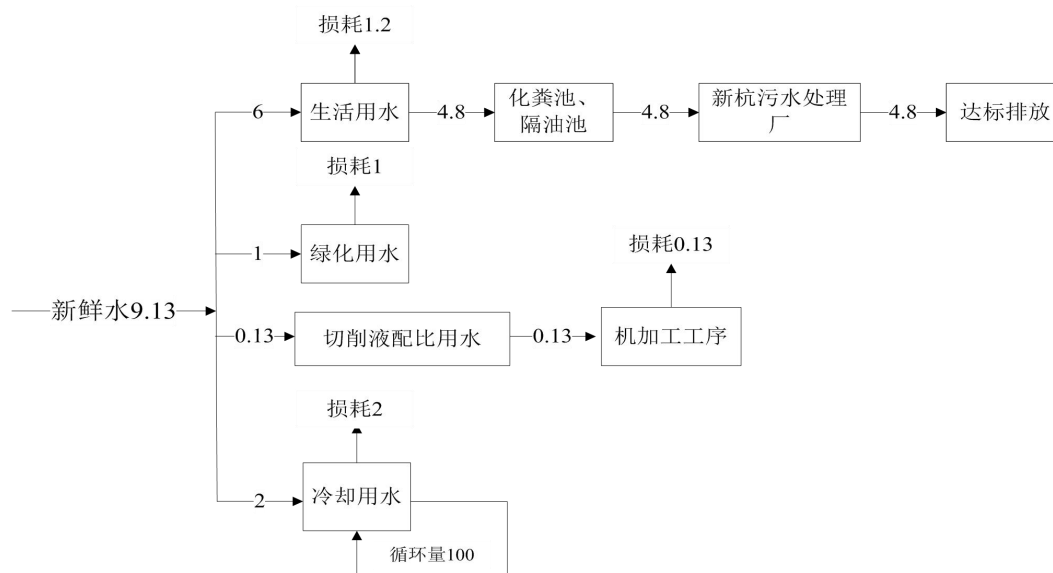 损耗1.2
6
生活用水
4.8
化粪池、
隔油池
4.8
新杭污水处理
厂
4.8
达标排放
损耗1
1
绿化用水
新鲜水9.13
0.13
切削液配比用水
0.13
机加工工序
损耗0.13
损耗2
2
冷却用水
循环量100